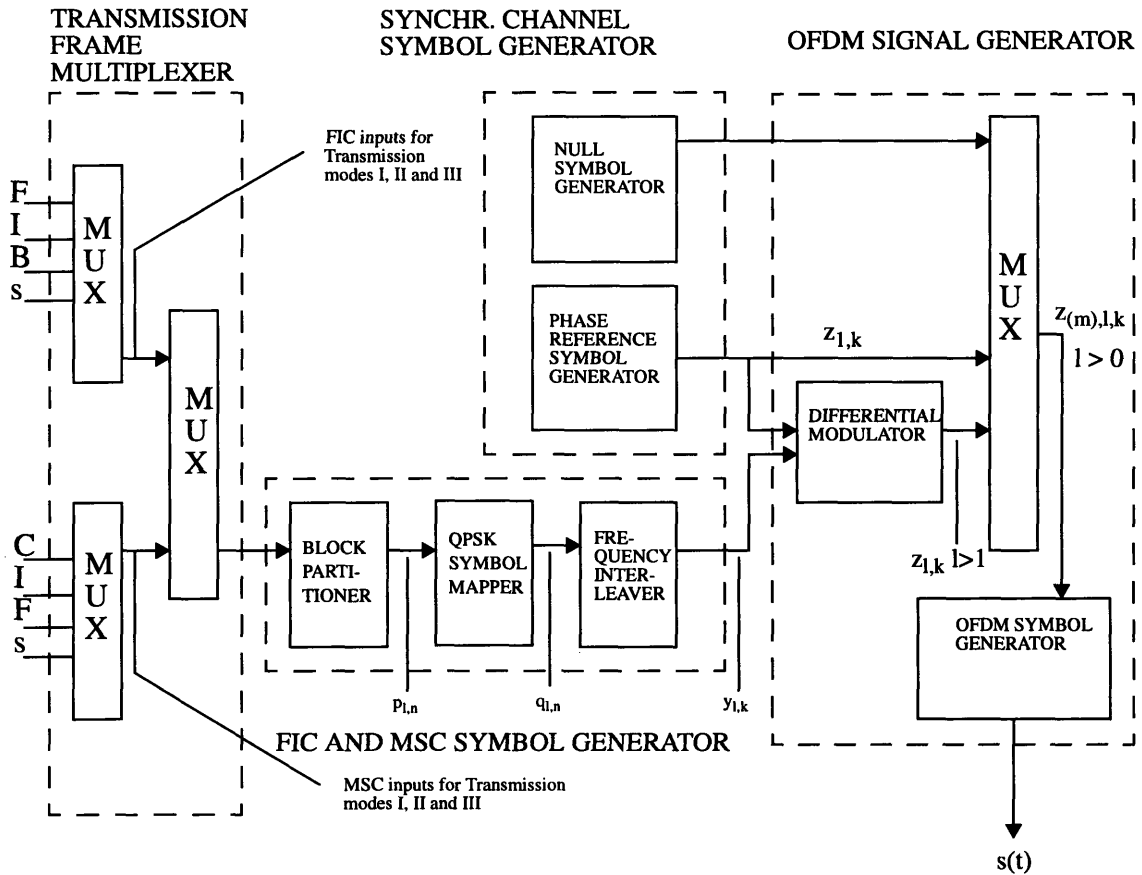 TRANSMISSION
FRAME
MULTIPLEXER
SYNCHR. CHANNEL
SYMBOL GENERATOR
OFDM SIGNAL GENERATOR
FIC inputs for
Transmission
modes I, II and III
F
I
B
s
M
U
X
NULL
SYMBOL
GENERATOR
PHASE
REFERENCE
SYMBOL
GENERATOR
z1,k
M
U
X
z(m),l,k
l > 0
M
U
X
DIFFERENTIAL
MODULATOR
zl,k l>1
C
I
F
s
M
U
X
BLOCK
PARTI-
TIONER
QPSK
SYMBOL
MAPPER
FRE-
QUENCY
INTER-
LEAVER
OFDM SYMBOL
GENERATOR
pl,n
ql,n
yl,k
FIC AND MSC SYMBOL GENERATOR
MSC inputs for Transmission
modes I, II and III
s(t)